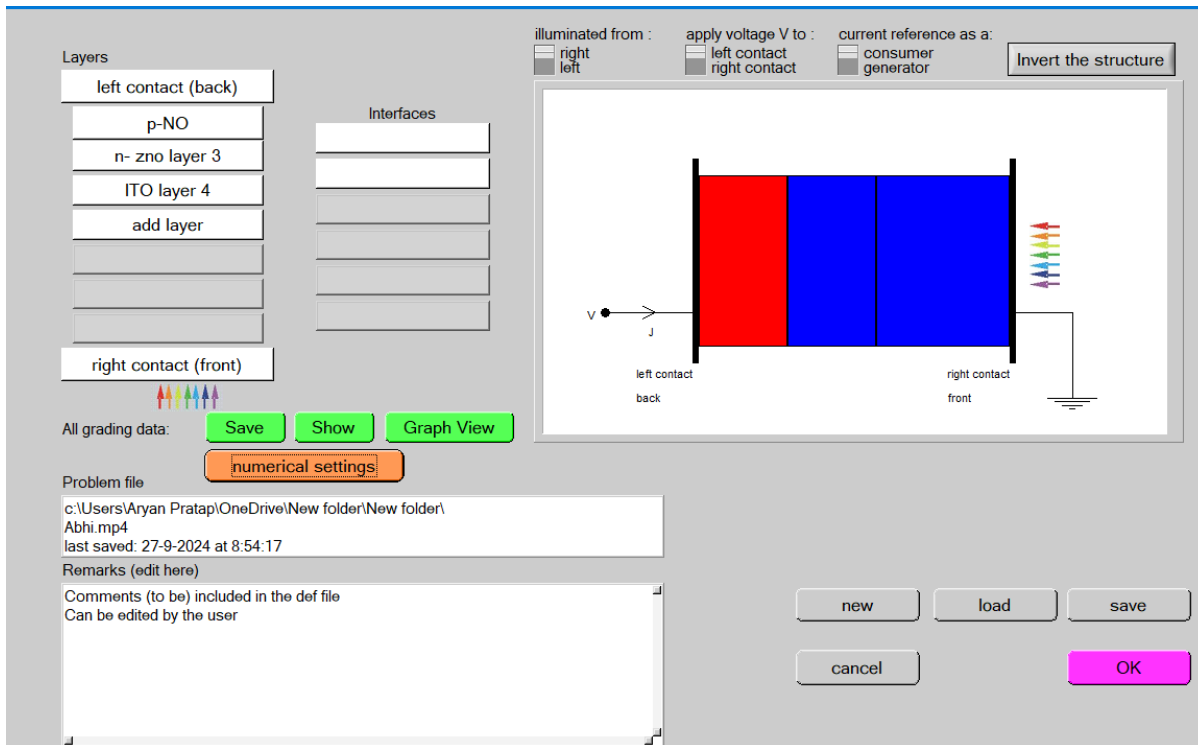 Layers
left contact (back)
p-NO
n- zno layer 3
ITO layer 4
add layer
right contact (front)
Interfaces
illuminated from :
right
left
apply voltage V to :
left contact
right contact
current reference as a:
consumer
generator
Invert the structure
V
J
left contact
back
right contact
front
All grading data:
Save
Show
Graph View
numerical settings
Problem file
c:\Users\Aryan Pratap\OneDrive\New folder\New folder\
Abhi.mp4
last saved: 27-9-2024 at 8:54:17
Remarks (edit here)
Comments (to be) included in the def file
Can be edited by the user
new
load
save
cancel
OK